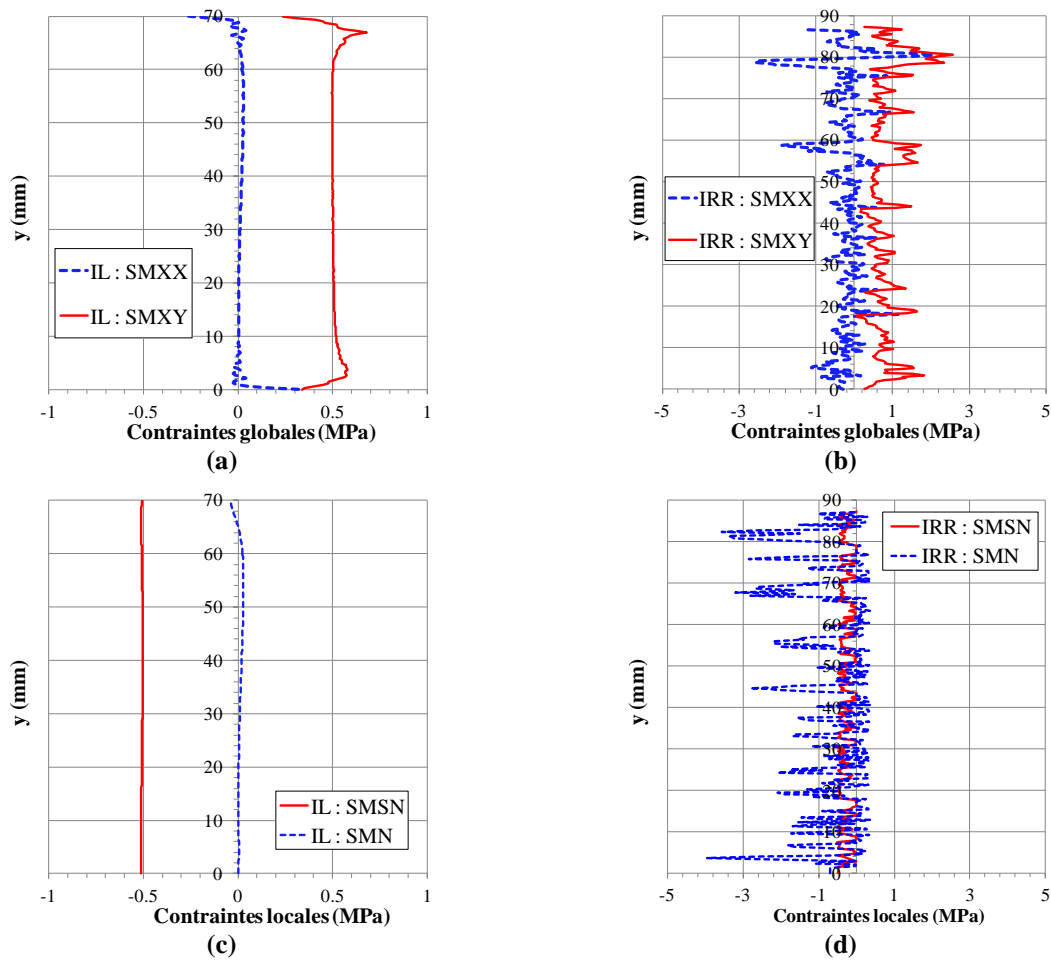 70
60
50
40
30
20
10
0
y (mm)
IL : SMXX
IL : SMXY
-1 -0.5 0 0.5 1
Contraintes globales (MPa)
(a)
90
80
70
60
50
40
30
20
10
0
y (mm)
IRR : SMXX
IRR : SMXY
-5 -3 -1 1 3 5
Contraintes globales (MPa)
(b)
70
60
50
40
30
20
10
0
y (mm)
IL : SMSN
IL : SMN
-1 -0.5 0 0.5 1
Contraintes locales (MPa)
(c)
90
80
70
60
50
40
30
20
10
0
y (mm)
IRR : SMSN
IRR : SMN
-5 -3 -1 1 3 5
Contraintes locales (MPa)
(d)